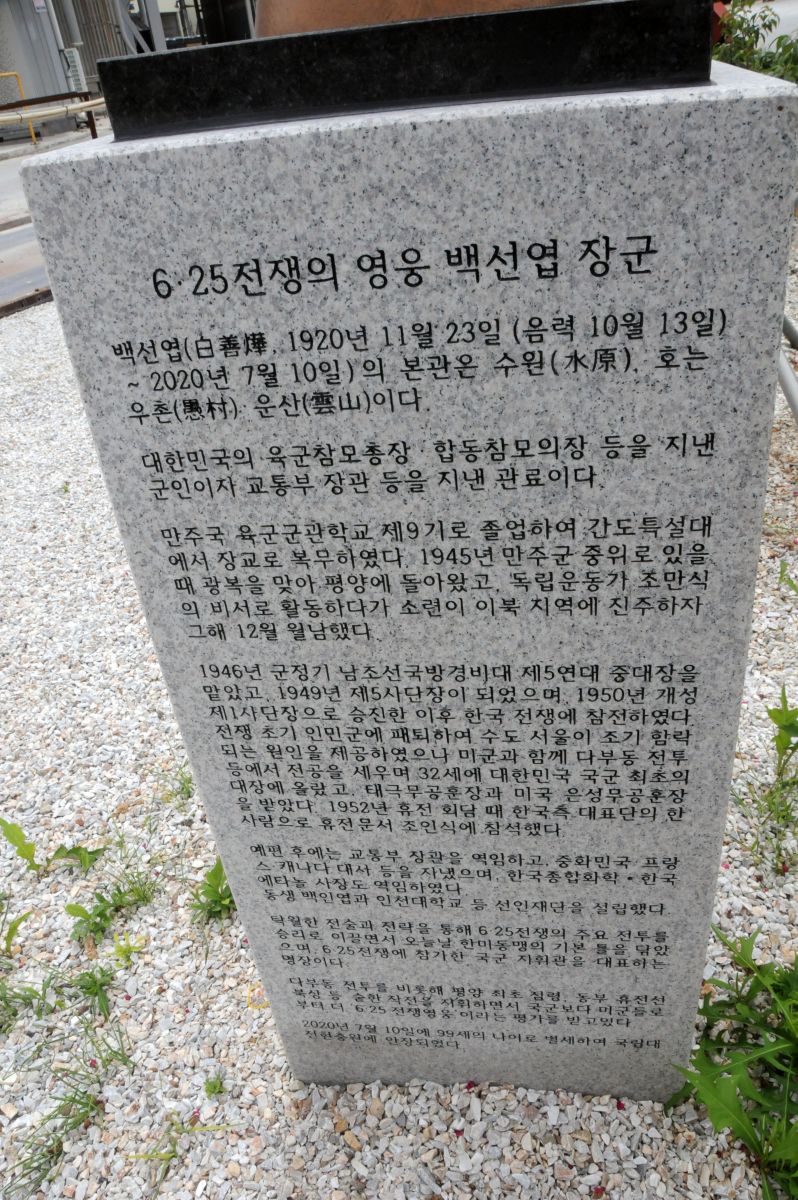 6·25전쟁의 영웅 백선엽 장군
백선엽(白善燁, 1920년 11월 23일 (음력 10월 13일)
~ 2020년 7월 10일)의 본관은 수원(水原), 호는
우촌(愚村), 운산(雲山)이다.
대한민국의 육군참모총장·합동참모의장 등을 지낸
군인이자 교통부 장관 등을 지낸 관료이다.
만주국 육군군관학교 제9기로 졸업하여 간도특설대
에서 장교로 복무하였다. 1945년 만주군 중위로 있을
때 광복을 맞아 평양에 돌아왔고, 독립운동가 조만식
의 비서로 활동하다가 소련이 이북 지역에 진주하자
그해 12월 월남했다.
1946년 군정기 남조선국방경비대 제5연대 중대장을
맡았고, 1949년 제5사단장이 되었으며, 1950년 개성
제1사단장으로 승진한 이후 한국 전쟁에 참전하였다.
전쟁 초기 인민군에 패퇴하여 수도 서울이 조기 함락
되는 원인을 제공하였으나 미군과 함께 다부동 전투
등에서 전공을 세우며 32세에 대한민국 국군 최초의
대장에 올랐고, 태극무공훈장과 미국 은성무공훈장
을 받았다. 1952년 휴전 회담 때 한국측 대표단의 한
사람으로 휴전문서 조인식에 참석했다.
예편 후에는 교통부 장관을 역임하고, 중화민국·프랑
스·캐나다 대서 등을 지냈으며, 한국종합화학·한국
에타놀 사장도 역임하였다
동생 백인엽과 인천대학교 등 선인재단을 설립했다.
탁월한 전술과 전략을 통해 6·25전쟁의 주요 전투를
승리로 이끌면서 오늘날 한미동맹의 기본 틀을 닦았
으며, 6·25전쟁에 참가한 국군 지휘관을 대표하는
명장이다.
다부동 전투를 비롯해 평양 최초 점령, 동부 휴전선
북상 등 숱한 작전을 지휘하면서 국군보다 미군들로
부터 더 '6.25 전쟁영웅'이라는 평가를 받고있다
2020년 7월 10일에 99세의 나이로 별세하여 국립대
전현충원에 안장되었다.